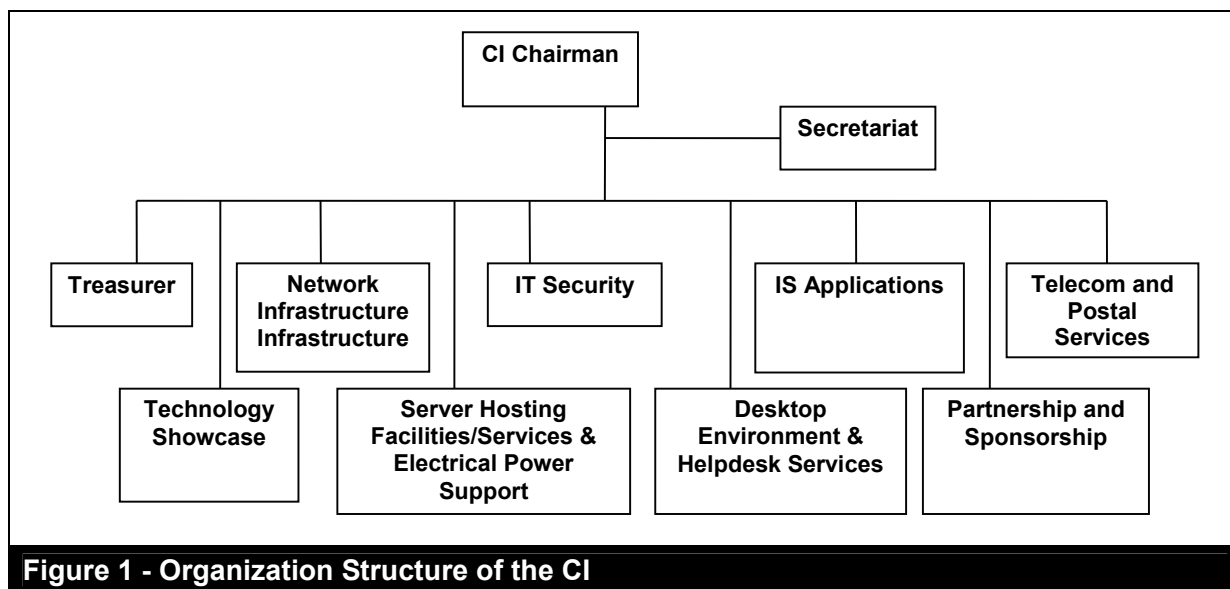 CI Chairman
Secretariat
Treasurer
Network
Infrastructure
Infrastructure
IT Security
IS Applications
Telecom and
Postal
Services
Technology
Showcase
Server Hosting
Facilities/Services &
Electrical Power
Support
Desktop
Environment &
Helpdesk Services
Partnership and
Sponsorship
Figure 1 - Organization Structure of the CI